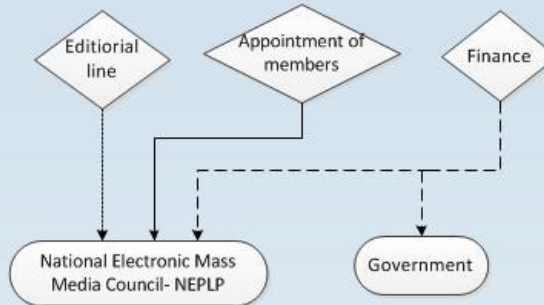 Editiorial
line
Appointment of
members
Finance
National Electronic Mass
Media Council- NEPLP
Government